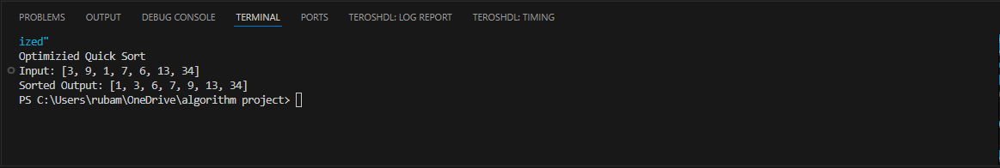 PROBLEMS OUTPUT DEBUG CONSOLE TERMINAL PORTS TEROSHDL: LOG REPORT TEROSHDL: TIMING
ized"
Optimizied Quick Sort
Input: [3, 9, 1, 7, 6, 13, 34]
Sorted Output: [1, 3, 6, 7, 9, 13, 34]
PS C:\Users\rubam\OneDrive\algorithm project>